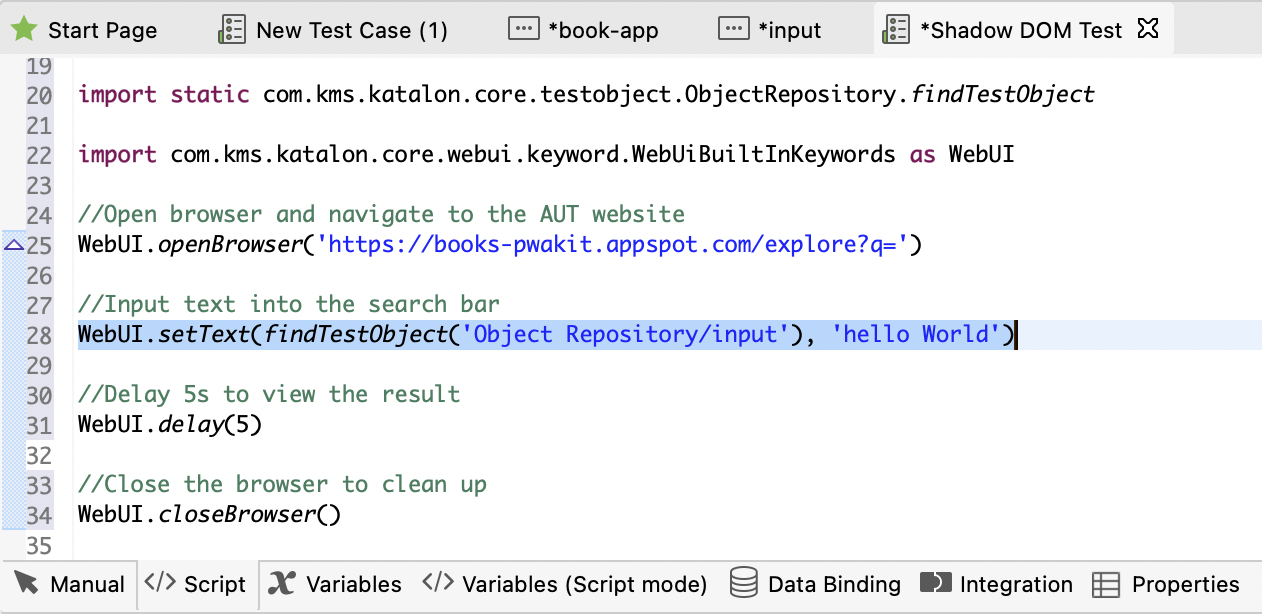 Start Page New Test Case (1) *book-app *input *Shadow DOM Test
19
20 import static com.kms.katalon.core.testobject.ObjectRepository.findTestObject
21
22 import com.kms.katalon.core.webui.keyword.WebUiBuiltInKeywords as WebUI
23
24 //Open browser and navigate to the AUT website
25 WebUI.openBrowser('https://books-pwakit.appspot.com/explore?q=')
26
27 //Input text into the search bar
28 WebUI.setText(findTestObject('Object Repository/input'), 'hello World')
29
30 //Delay 5s to view the result
31 WebUI.delay(5)
32
33 //Close the browser to clean up
34 WebUI.closeBrowser()
35
Manual </> Script x Variables </> Variables (Script mode) Data Binding Integration Properties